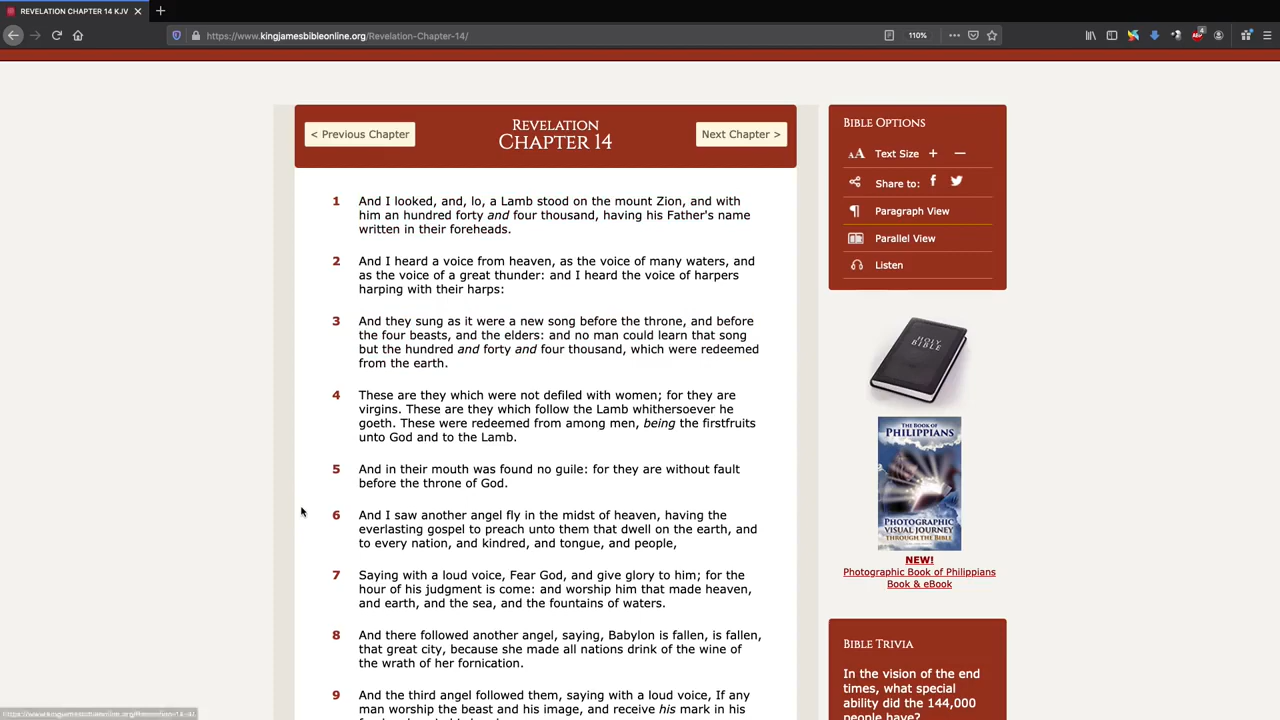 REVELATION CHAPTER 14 KJV
https://www.kingjamesbibleonline.org/Revelation-Chapter-14/
110%
< Previous Chapter
REVELATION
CHAPTER 14
Next Chapter >
1 And I looked, and, lo, a Lamb stood on the mount Zion, and with
him an hundred forty and four thousand, having his Father's name
written in their foreheads.
2 And I heard a voice from heaven, as the voice of many waters, and
as the voice of a great thunder: and I heard the voice of harpers
harping with their harps:
3 And they sung as it were a new song before the throne, and before
the four beasts, and the elders: and no man could learn that song
but the hundred and forty and four thousand, which were redeemed
from the earth.
4 These are they which were not defiled with women; for they are
virgins. These are they which follow the Lamb whithersoever he
goeth. These were redeemed from among men, being the firstfruits
unto God and to the Lamb.
5 And in their mouth was found no guile: for they are without fault
before the throne of God.
6 And I saw another angel fly in the midst of heaven, having the
everlasting gospel to preach unto them that dwell on the earth, and
to every nation, and kindred, and tongue, and people,
7 Saying with a loud voice, Fear God, and give glory to him; for the
hour of his judgment is come: and worship him that made heaven,
and earth, and the sea, and the fountains of waters.
8 And there followed another angel, saying, Babylon is fallen, is fallen,
that great city, because she made all nations drink of the wine of
the wrath of her fornication.
9 And the third angel followed them, saying with a loud voice, If any
man worship the beast and his image, and receive his mark in his
BIBLE OPTIONS
AA Text Size + −
Share to:
Paragraph View
Parallel View
Listen
HOLY
BIBLE
THE BOOK OF
PHILIPPIANS
PHOTOGRAPHIC
VISUAL JOURNEY
THROUGH THE BIBLE
NEW!
Photographic Book of Philippians
Book & eBook
BIBLE TRIVIA
In the vision of the end
times, what special
ability did the 144,000
people have?